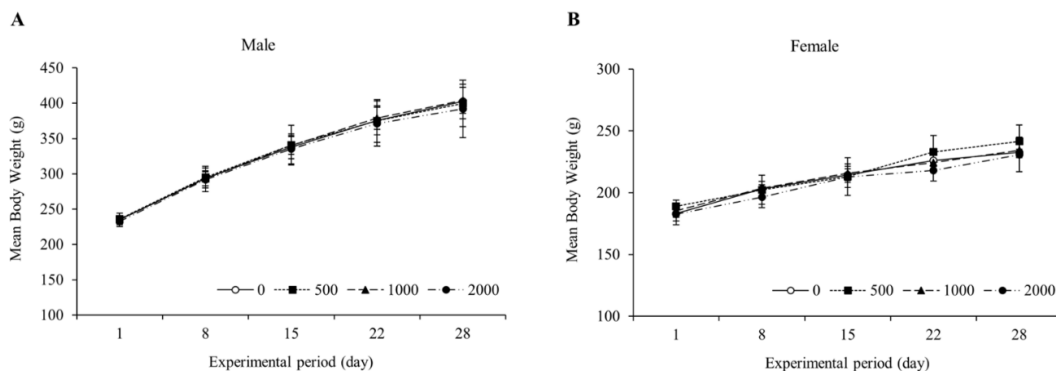 A
Male
Mean Body Weight (g)
450
400
350
300
250
200
150
100
0 500 1000 2000
1 8 15 22 28
Experimental period (day)
B
Female
Mean Body Weight (g)
300
250
200
150
100
0 500 1000 2000
1 8 15 22 28
Experimental period (day)